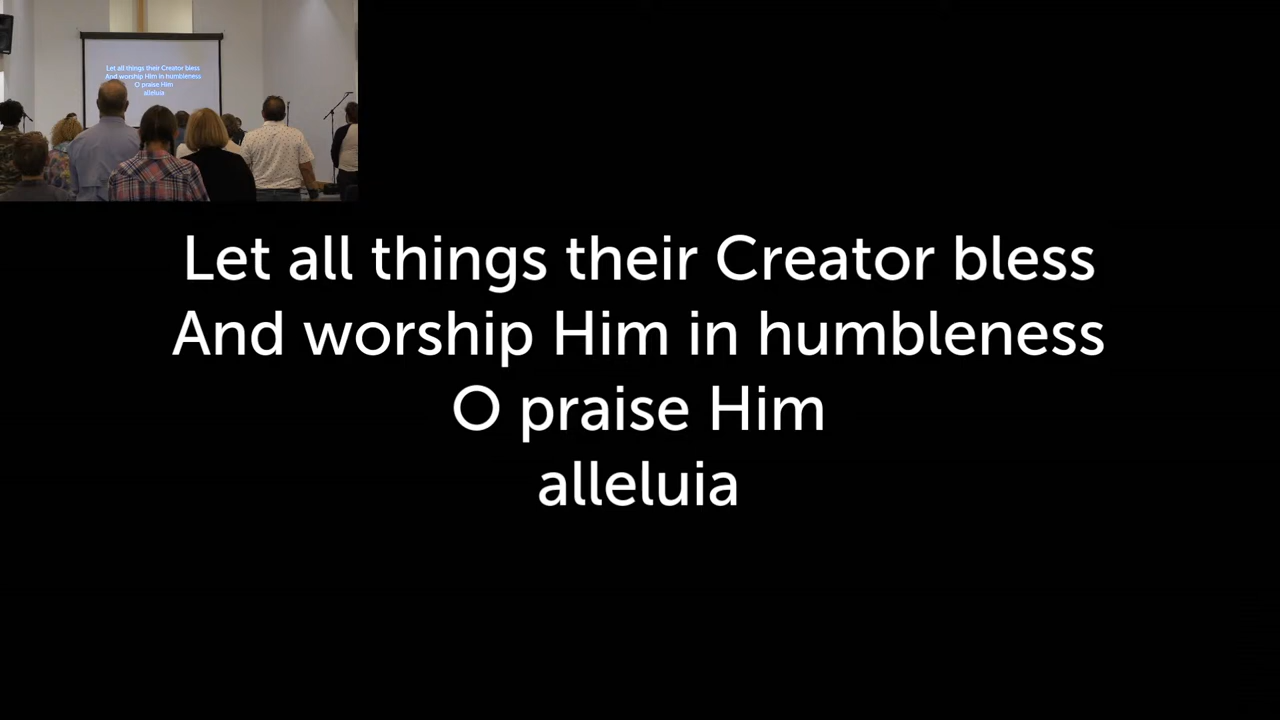 Let all things their Creator bless
And worship Him in humbleness
O praise Him
alleluia
Let all things their Creator bless
And worship Him in humbleness
O praise Him
alleluia